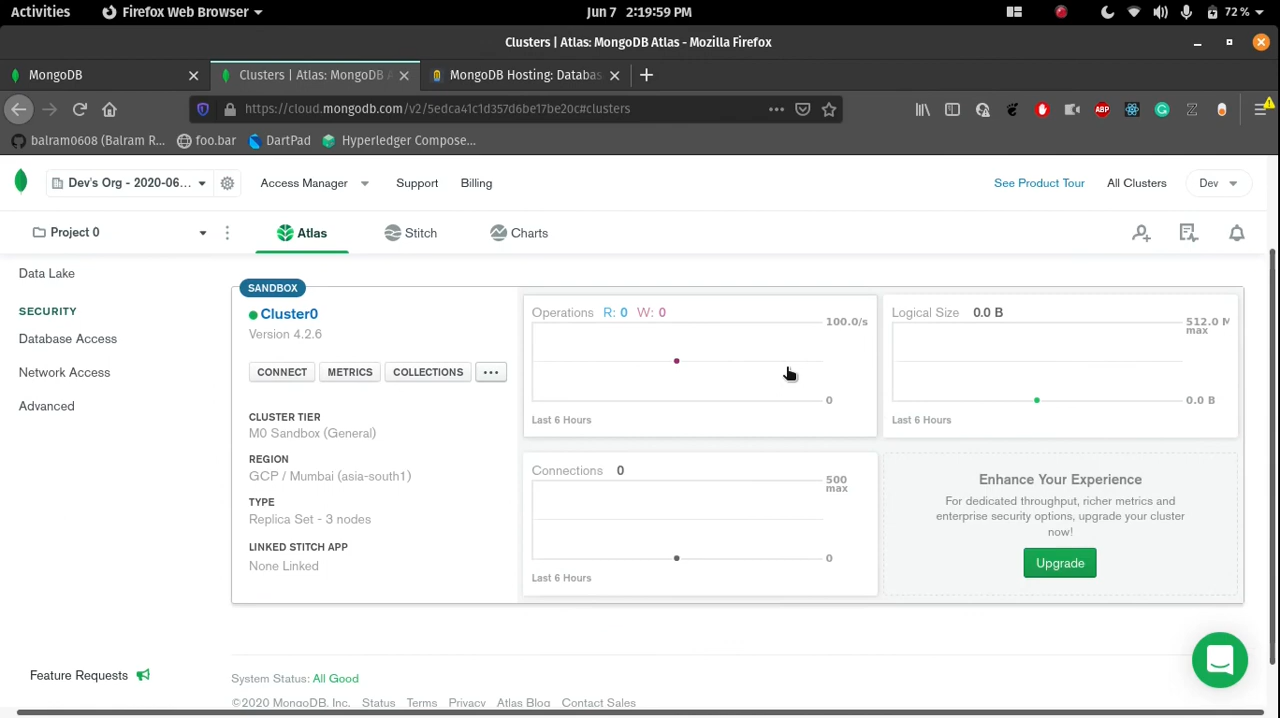 Activities
Firefox Web Browser
Jun 7 2:19:59 PM
72 %
Clusters | Atlas: MongoDB Atlas - Mozilla Firefox
MongoDB
Clusters | Atlas: MongoDB A
MongoDB Hosting: Databas
https://cloud.mongodb.com/v2/5edca41c1d357d6be17be20c#clusters
ABP
balram0608 (Balram R...
foo.bar
DartPad
Hyperledger Compose...
Dev's Org - 2020-06...
Access Manager
Support
Billing
See Product Tour
All Clusters
Dev
Project 0
Atlas
Stitch
Charts
Data Lake
SECURITY
Database Access
Network Access
Advanced
Feature Requests
SANDBOX
Cluster0
Version 4.2.6
CONNECT
METRICS
COLLECTIONS
...
CLUSTER TIER
M0 Sandbox (General)
REGION
GCP / Mumbai (asia-south1)
TYPE
Replica Set - 3 nodes
LINKED STITCH APP
None Linked
Operations R: 0 W: 0
100.0/s
0
Last 6 Hours
Logical Size 0.0 B
512.0 M
max
0.0 B
Last 6 Hours
Connections 0
500
max
0
Last 6 Hours
Enhance Your Experience
For dedicated throughput, richer metrics and
enterprise security options, upgrade your cluster
now!
Upgrade
System Status: All Good
©2020 MongoDB, Inc.
Status
Terms
Privacy
Atlas Blog
Contact Sales